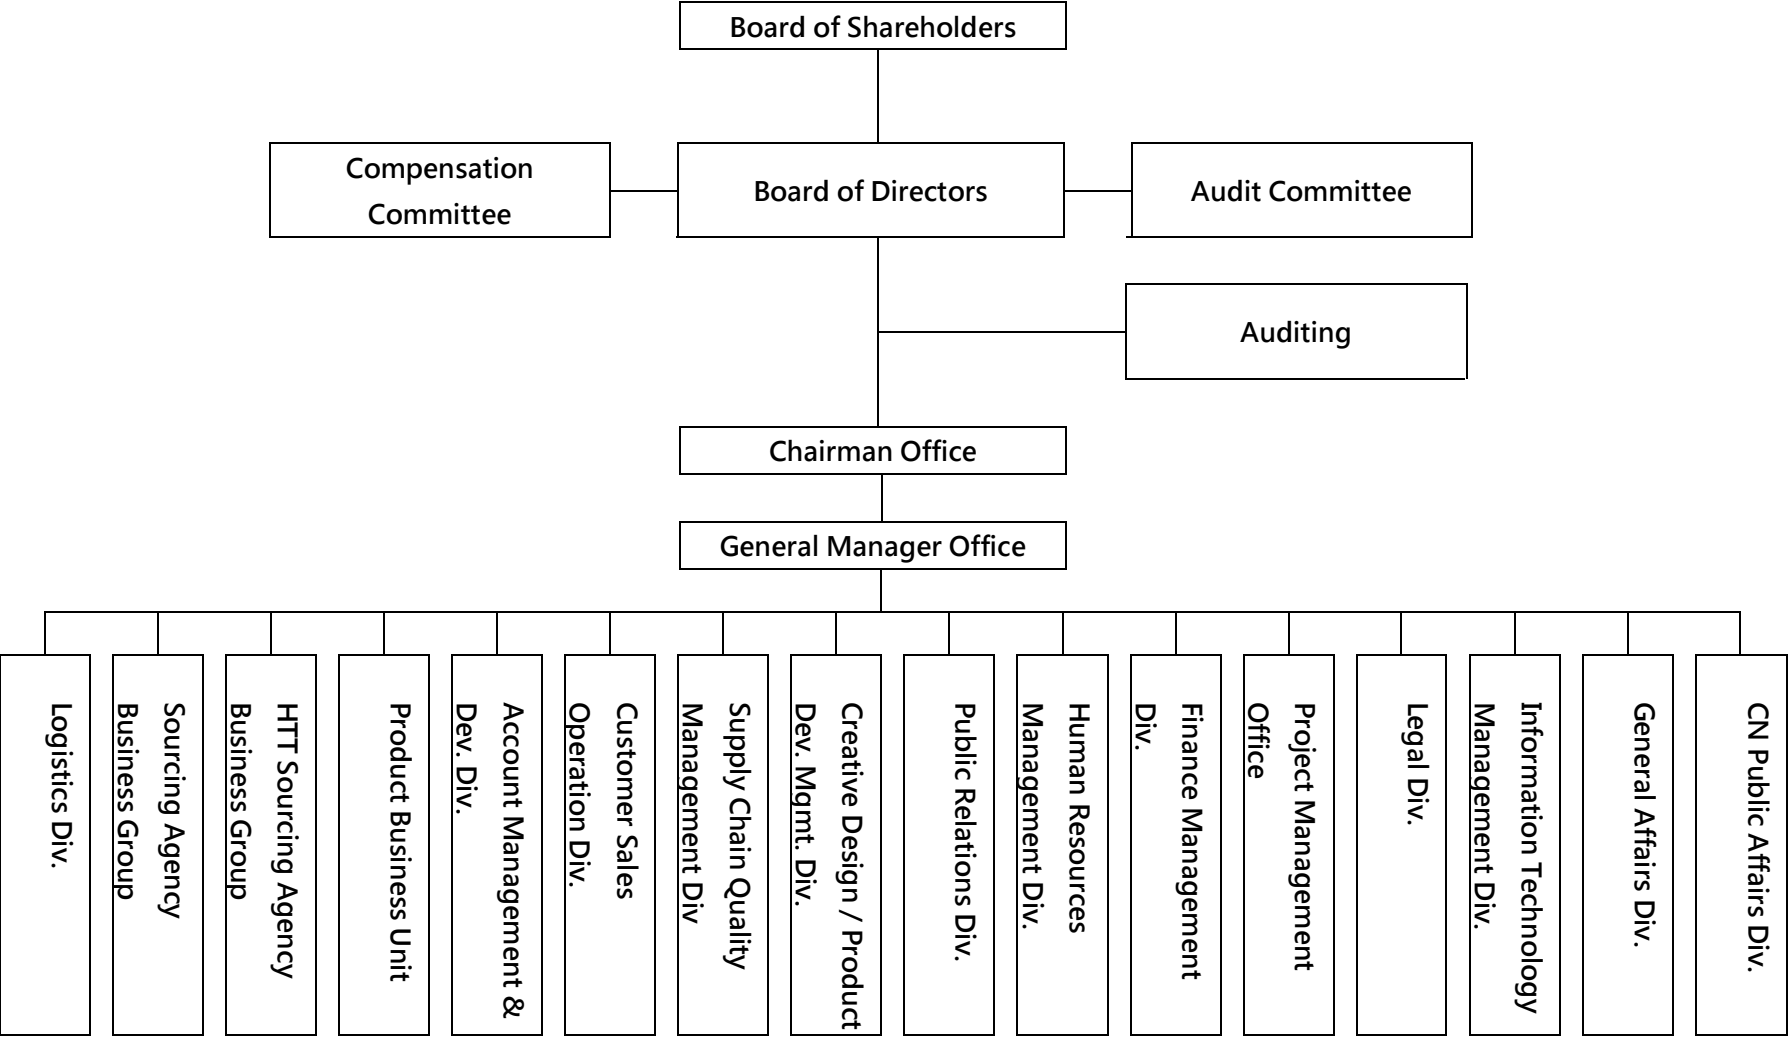 Board of Shareholders
Compensation
Committee
Board of Directors
Audit Committee
Auditing
Chairman Office
General Manager Office
Logistics Div.
Sourcing Agency
Business Group
HTT Sourcing Agency
Business Group
Product Business Unit
Account Management &
Dev. Div.
Customer Sales
Operation Div.
Supply Chain Quality
Management Div
Creative Design / Product
Dev. Mgmt. Div.
Public Relations Div.
Human Resources
Management Div.
Finance Management
Div.
Project Management
Office
Legal Div.
Information Technology
Management Div.
General Affairs Div.
CN Public Affairs Div.